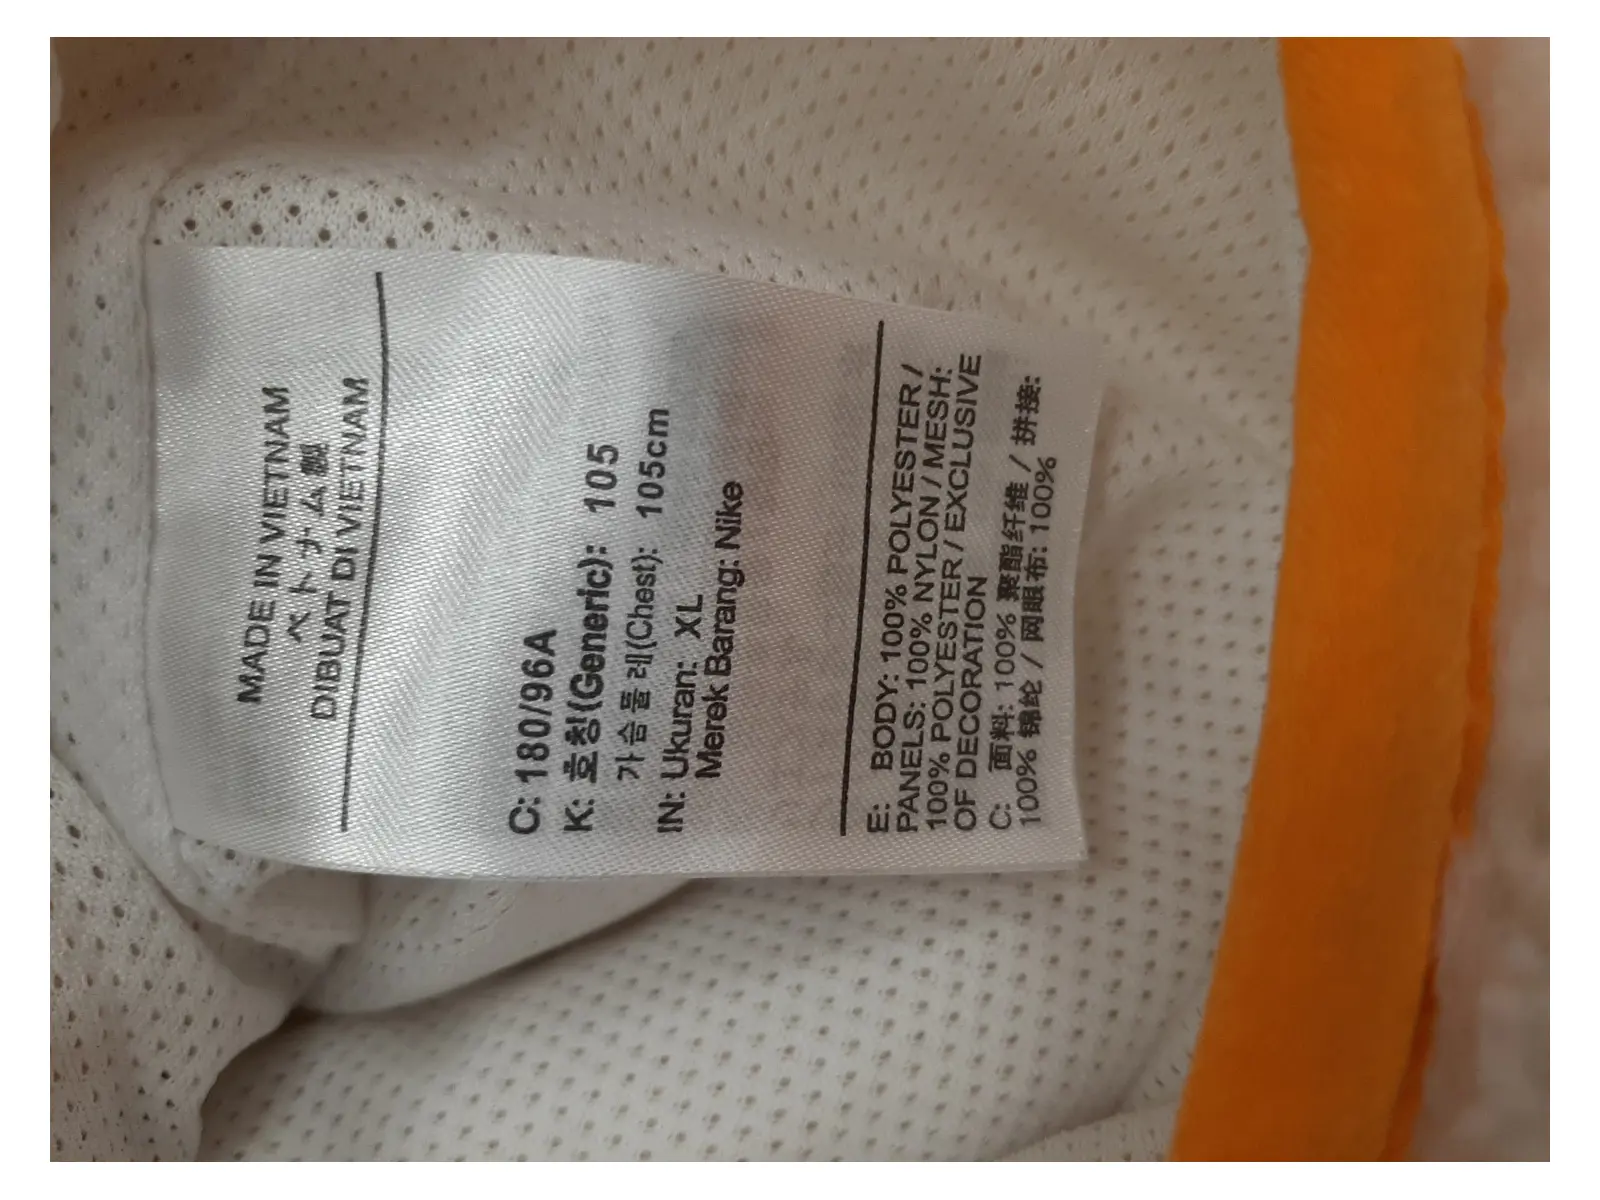 MADE IN VIETNAM
ベトナム製
DIBUAT DI VIETNAM
C: 180/96A
K: 호칭(Generic): 105
가슴둘레(Chest): 105cm
IN: Ukuran: XL
Merek Barang: Nike
E: BODY: 100% POLYESTER /
PANELS: 100% NYLON / MESH:
100% POLYESTER / EXCLUSIVE
OF DECORATION
C: 面料: 100% 聚酯纤维 / 拼接:
100% 锦纶 / 网眼布: 100%